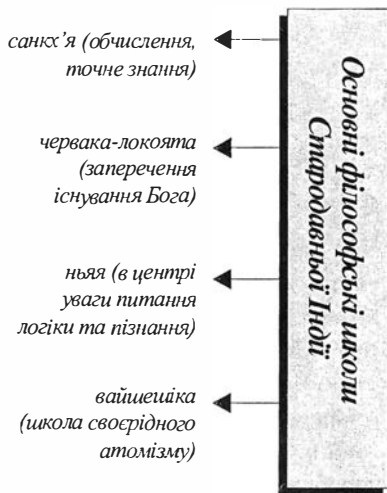 санкх’я (обчислення,
точне знання)
червака-локоята
(заперечення
існування Бога)
ньяя (в центрі
уваги питання
логіки та пізнання)
вайшешіка
(школа своєрідного
атомізму)
Основні філософські школи
Стародавньої Індії